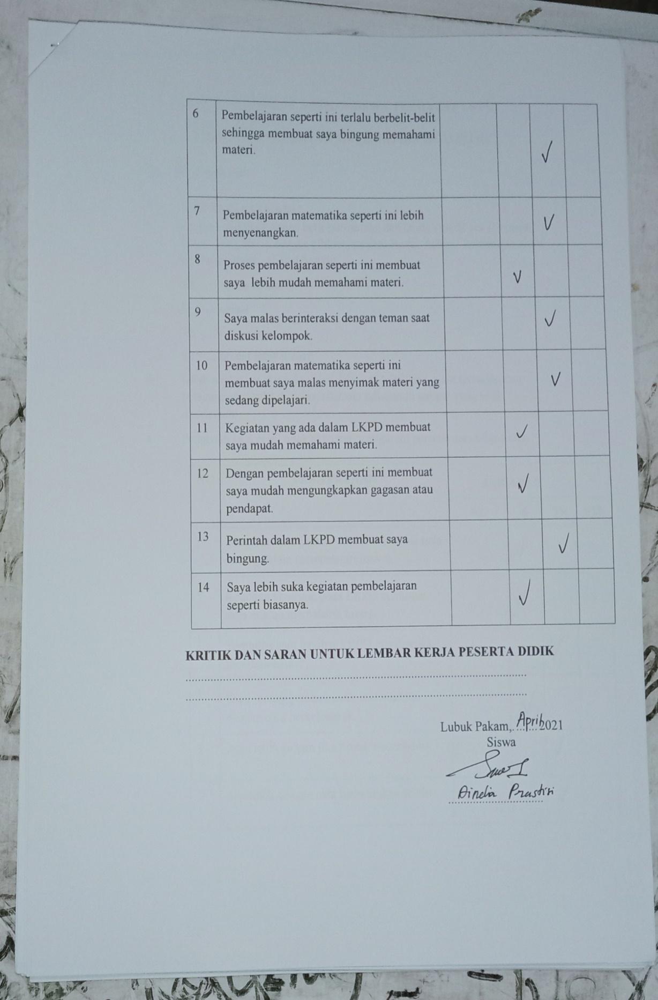 6 Pembelajaran seperti ini terlalu berbelit-belit
sehingga membuat saya bingung memahami
materi. √
7 Pembelajaran matematika seperti ini lebih √
menyenangkan.
8 Proses pembelajaran seperti ini membuat √
saya lebih mudah memahami materi.
9 Saya malas berinteraksi dengan teman saat √
diskusi kelompok.
10 Pembelajaran matematika seperti ini
membuat saya malas menyimak materi yang √
sedang dipelajari.
11 Kegiatan yang ada dalam LKPD membuat √
saya mudah memahami materi.
12 Dengan pembelajaran seperti ini membuat
saya mudah mengungkapkan gagasan atau √
pendapat.
13 Perintah dalam LKPD membuat saya √
bingung.
14 Saya lebih suka kegiatan pembelajaran √
seperti biasanya.
KRITIK DAN SARAN UNTUK LEMBAR KERJA PESERTA DIDIK
Lubuk Pakam, April 2021
Siswa
Dindia Prastiri